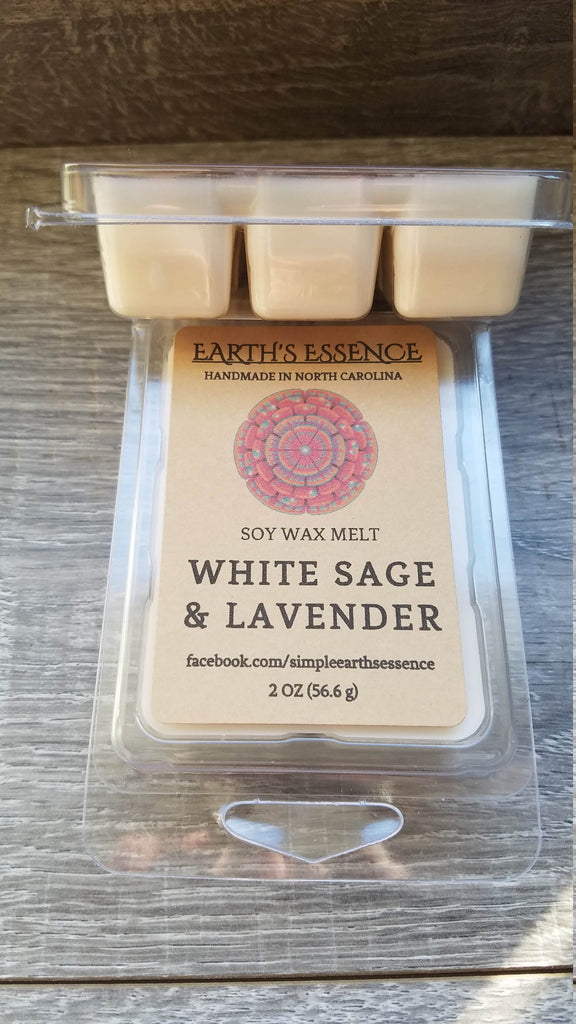 EARTH'S ESSENCE
HANDMADE IN NORTH CAROLINA
SOY WAX MELT
WHITE SAGE
& LAVENDER
facebook.com/simpleearthsessence
2 OZ (56.6 g)